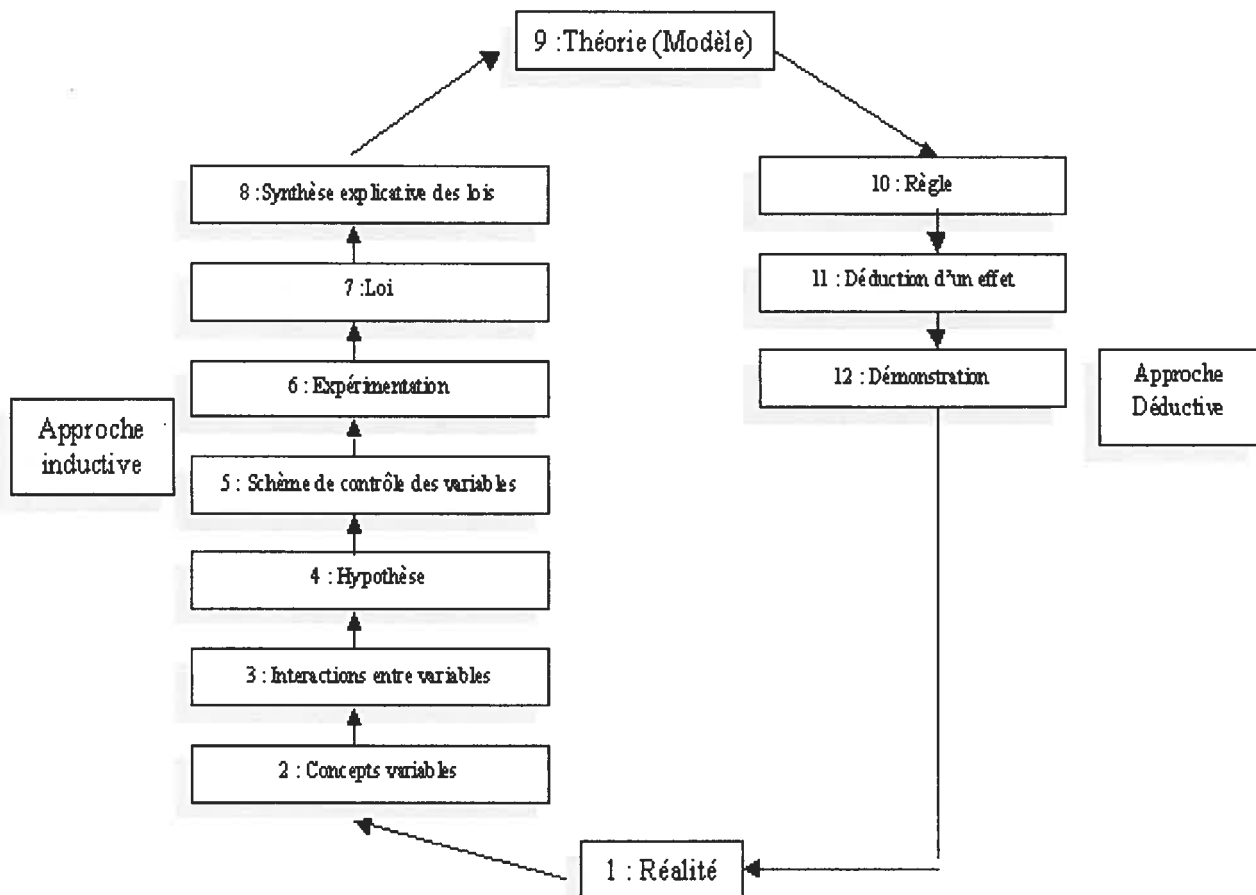 9 :Théorie (Modèle)
8 :Synthèse explicative des lois
7 :Loi
6 : Expérimentation
Approche
inductive
5 : Schème de contrôle des variables
4 : Hypothèse
3 : Interactions entre variables
2 : Concepts variables
1 : Réalité
10 : Règle
11 : Déduction d'un effet
12 : Démonstration
Approche
Déductive